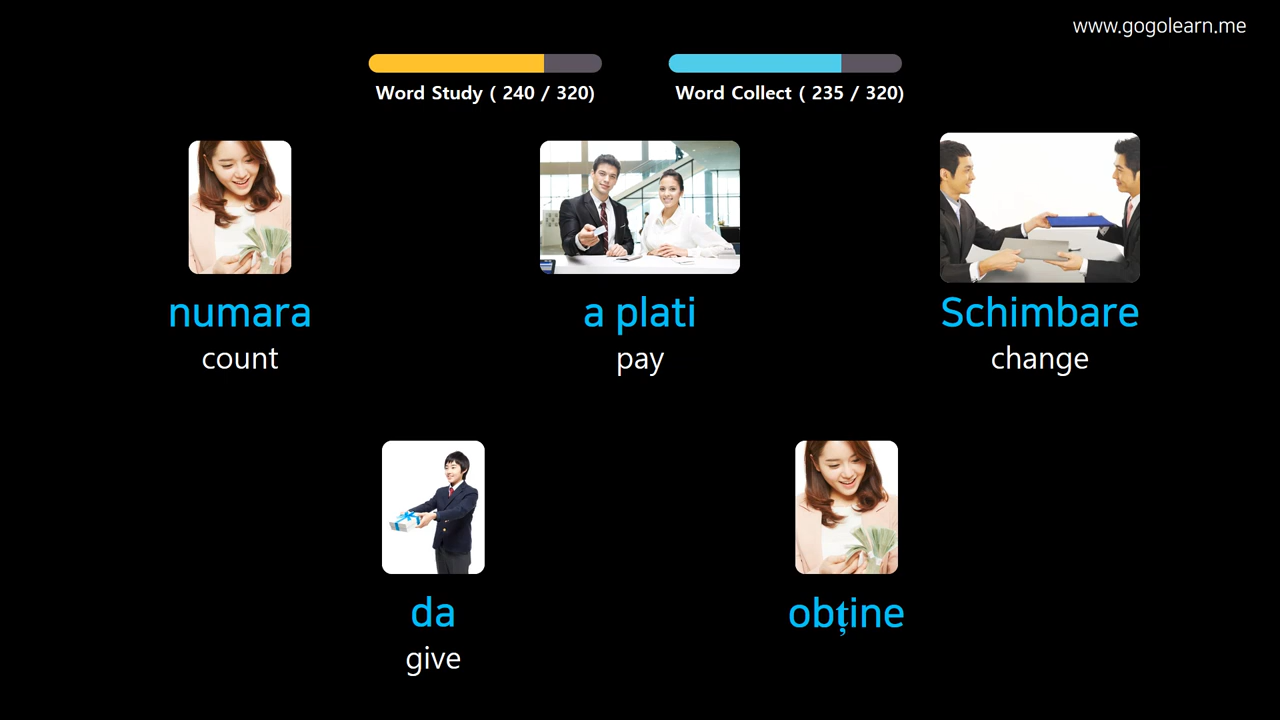 www.gogolearn.me
Word Study ( 240 / 320)
Word Collect ( 235 / 320)
numara
count
a plati
pay
Schimbare
change
da
give
obține